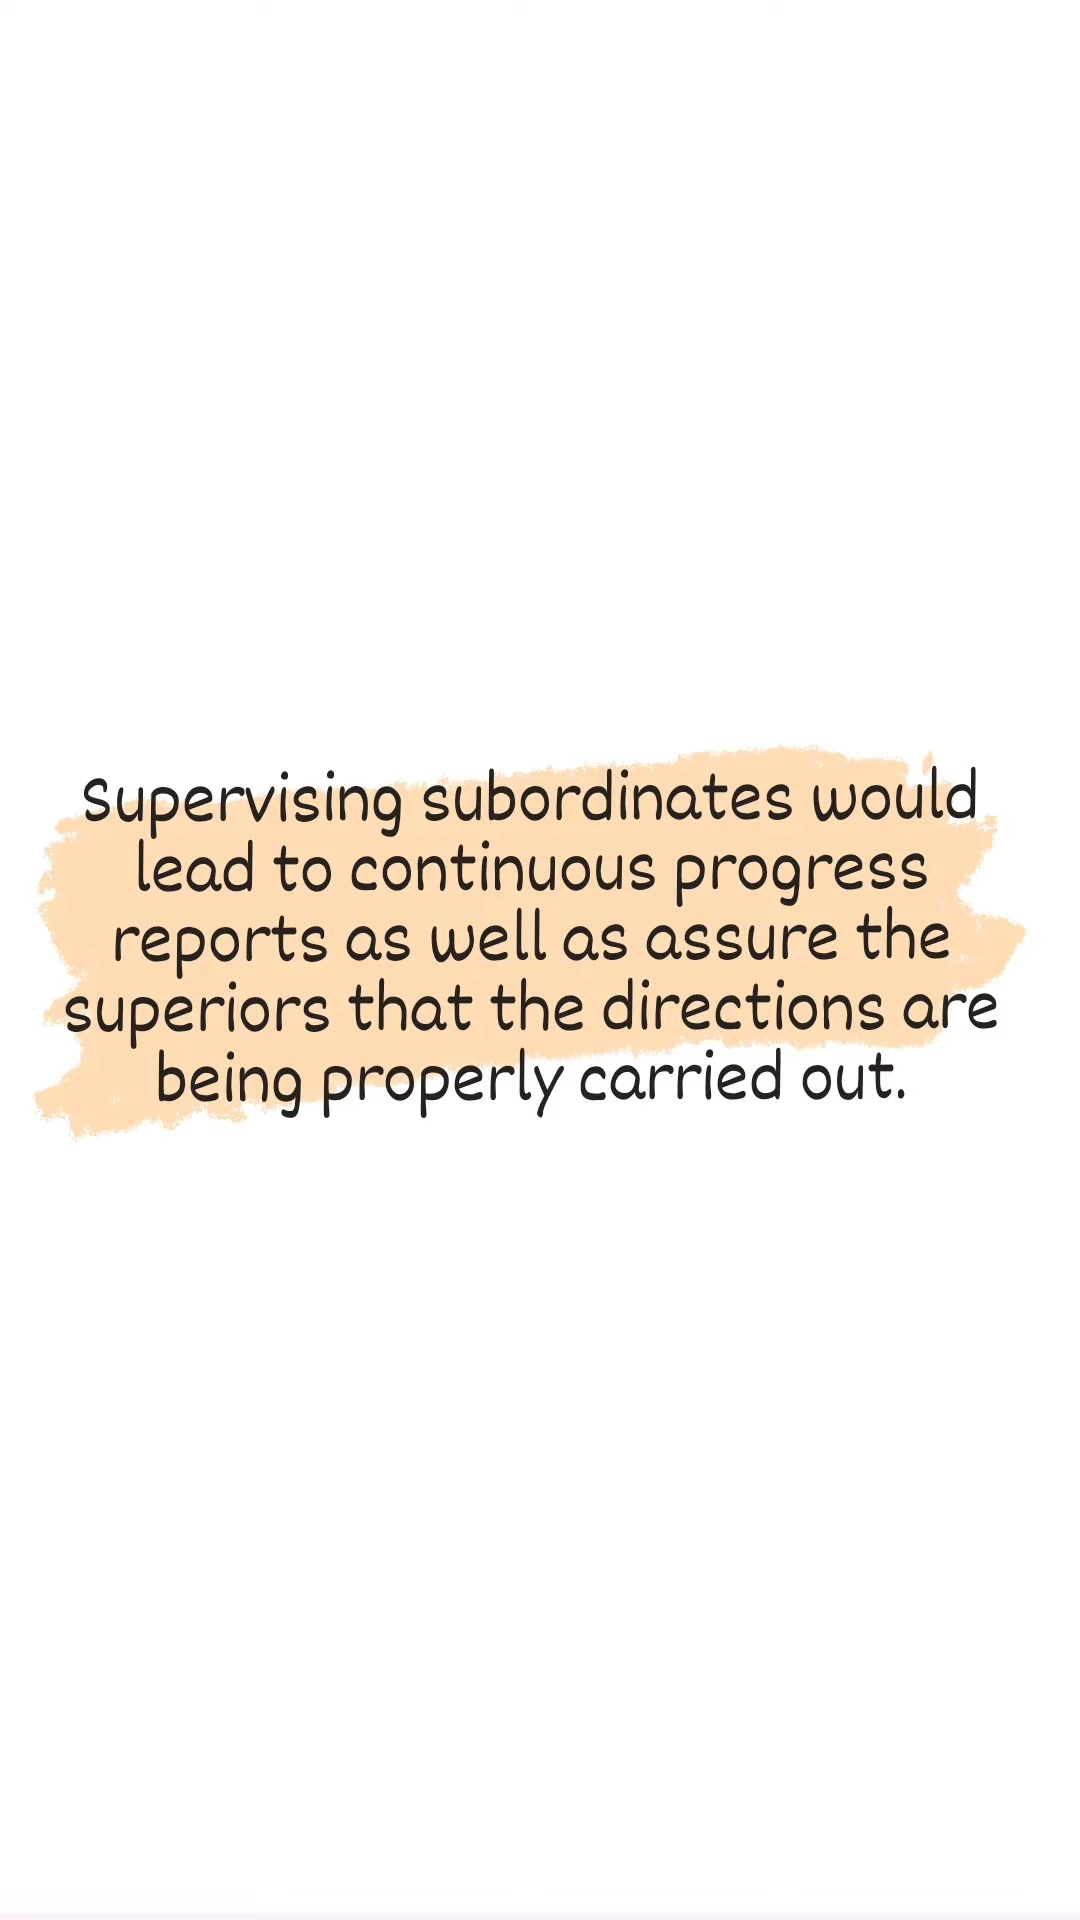 Supervising subordinates would
lead to continuous progress
reports as well as assure the
superiors that the directions are
being properly carried out.